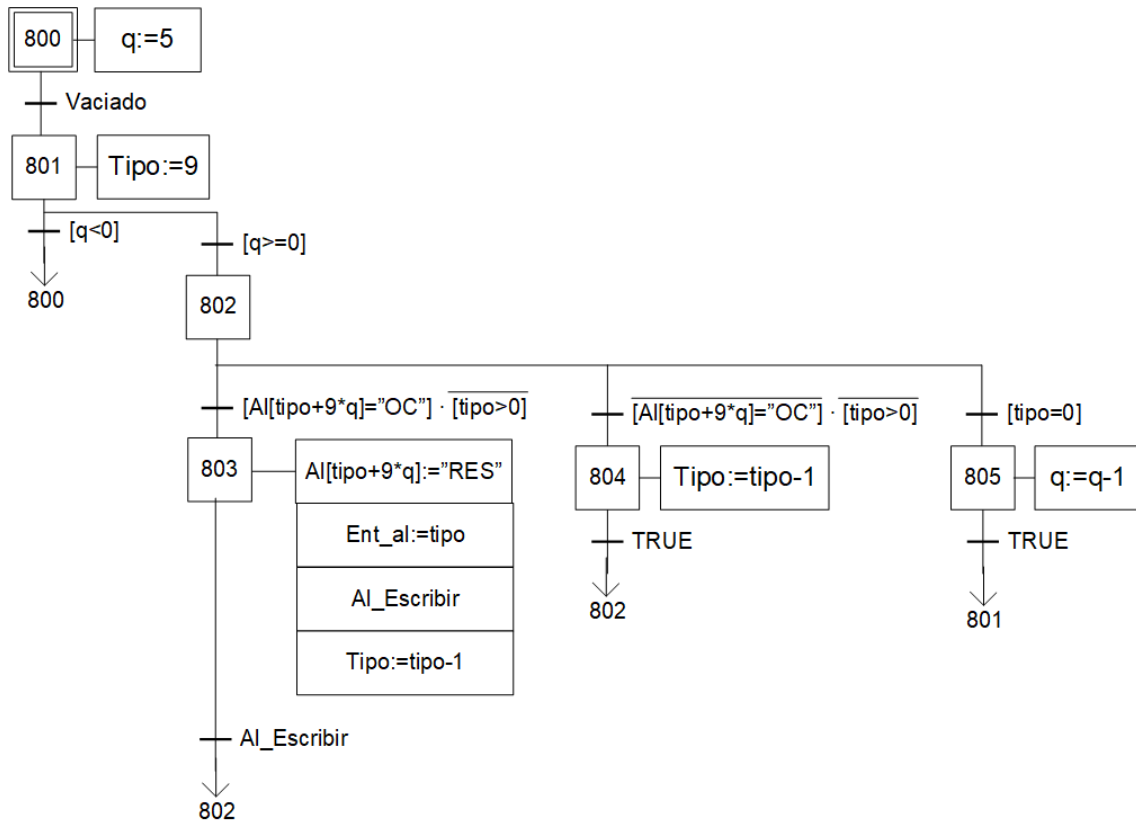 800
q:=5
Vaciado
801
Tipo:=9
[q<0]
[q>=0]
800
802
[Al[tipo+9*q]=”OC”] · [tipo>0]
[Al[tipo+9*q]=”OC”] · [tipo>0]
[tipo=0]
803
Al[tipo+9*q]:=”RES”
804
Tipo:=tipo-1
805
q:=q-1
Ent_al:=tipo
TRUE
TRUE
Al_Escribir
802
801
Tipo:=tipo-1
Al_Escribir
802